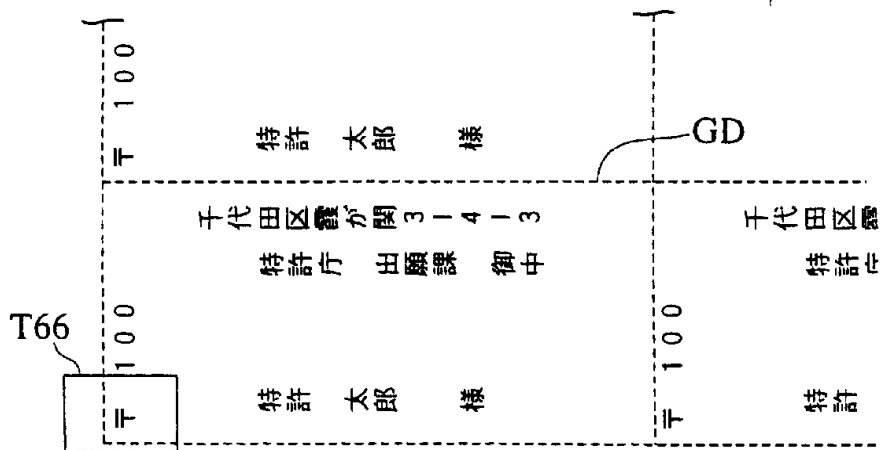 〒100
特許 太郎 様
GD
〒100
千代田区霞が関3－4－3
特許庁 出願課 御中
特許 太郎 様
T66
〒100
千代田区霞
特許庁
特許